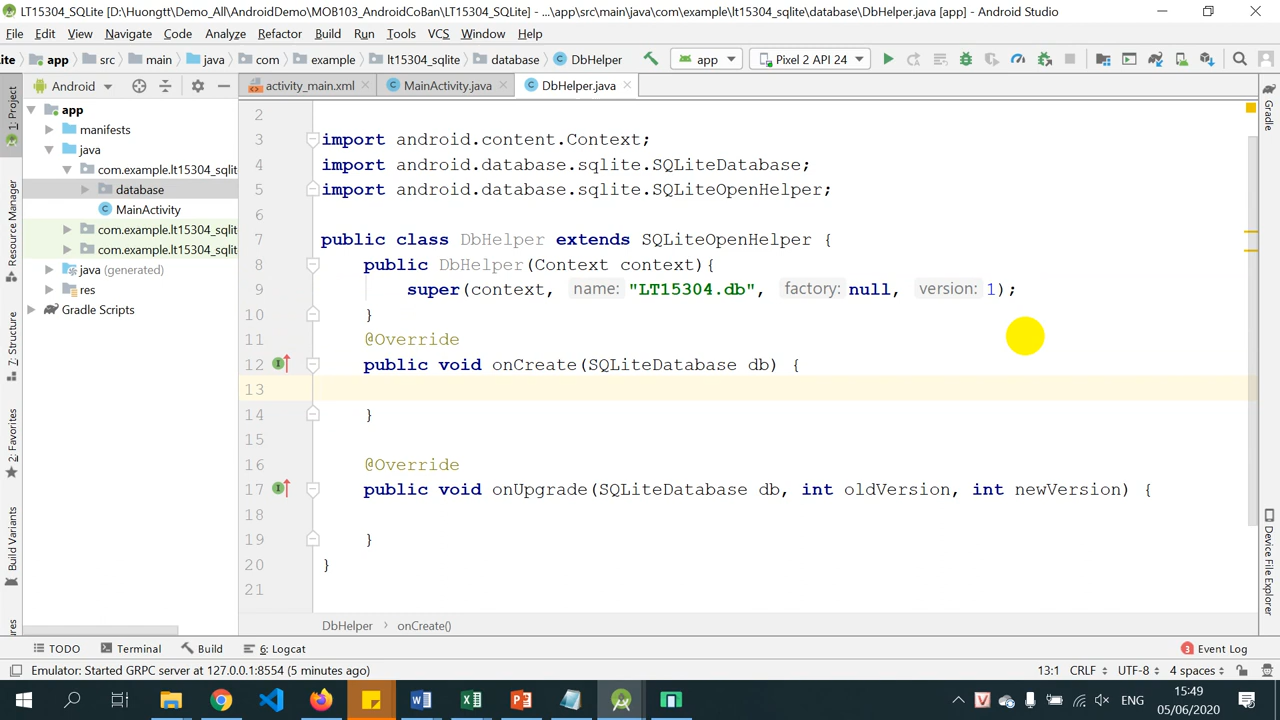 LT15304_SQLite [D:\Huongtt\Demo_All\AndroidDemo\MOB103_AndroidCoBan\LT15304_SQLite] - ...\app\src\main\java\com\example\lt15304_sqlite\database\DbHelper.java [app] - Android Studio
File Edit View Navigate Code Analyze Refactor Build Run Tools VCS Window Help
ite app src main java com example lt15304_sqlite database DbHelper app Pixel 2 API 24
Android activity_main.xml MainActivity.java DbHelper.java
1: Project
Resource Manager
7: Structure
2: Favorites
Build Variants
app
manifests
java
com.example.lt15304_sqlit
database
MainActivity
com.example.lt15304_sqlit
com.example.lt15304_sqlit
java (generated)
res
Gradle Scripts
2
3 import android.content.Context;
4 import android.database.sqlite.SQLiteDatabase;
5 import android.database.sqlite.SQLiteOpenHelper;
6
7 public class DbHelper extends SQLiteOpenHelper {
8 public DbHelper(Context context){
9 super(context, name: "LT15304.db", factory: null, version: 1);
10 }
11 @Override
12 public void onCreate(SQLiteDatabase db) {
13
14 }
15
16 @Override
17 public void onUpgrade(SQLiteDatabase db, int oldVersion, int newVersion) {
18
19 }
20 }
21
Gradle
Device File Explorer
DbHelper onCreate()
TODO Terminal Build 6: Logcat 3 Event Log
Emulator: Started GRPC server at 127.0.0.1:8554 (5 minutes ago) 13:1 CRLF UTF-8 4 spaces
ENG 15:49
05/06/2020